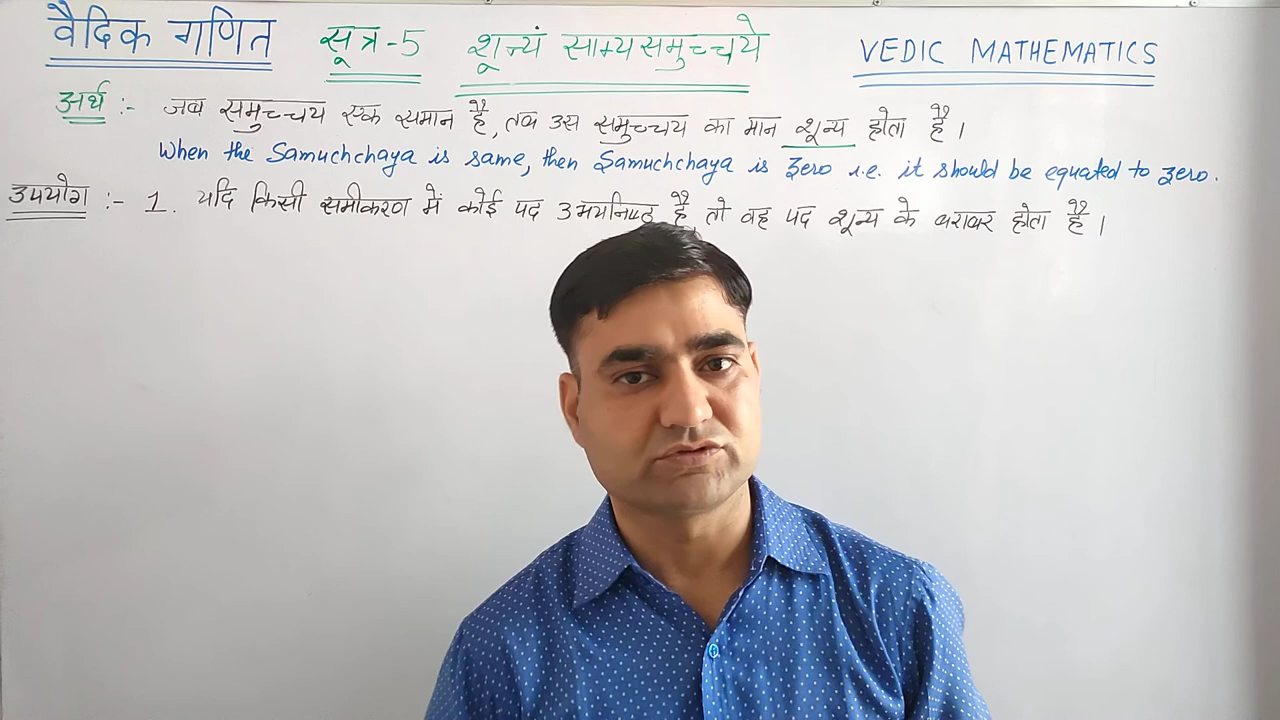 वैदिक गणित सूत्र-5 शून्यं साम्यसमुच्चये VEDIC MATHEMATICS
अर्थ :- जब समुच्चय एक समान है, तब उस समुच्चय का मान शून्य होता है ।
When the Samuchchaya is same, then Samuchchaya is Zero i.e. it should be equated to zero.
उपयोग :- 1. यदि किसी समीकरण में कोई पद उभयनिष्ठ है तो वह पद शून्य के बराबर होता है ।